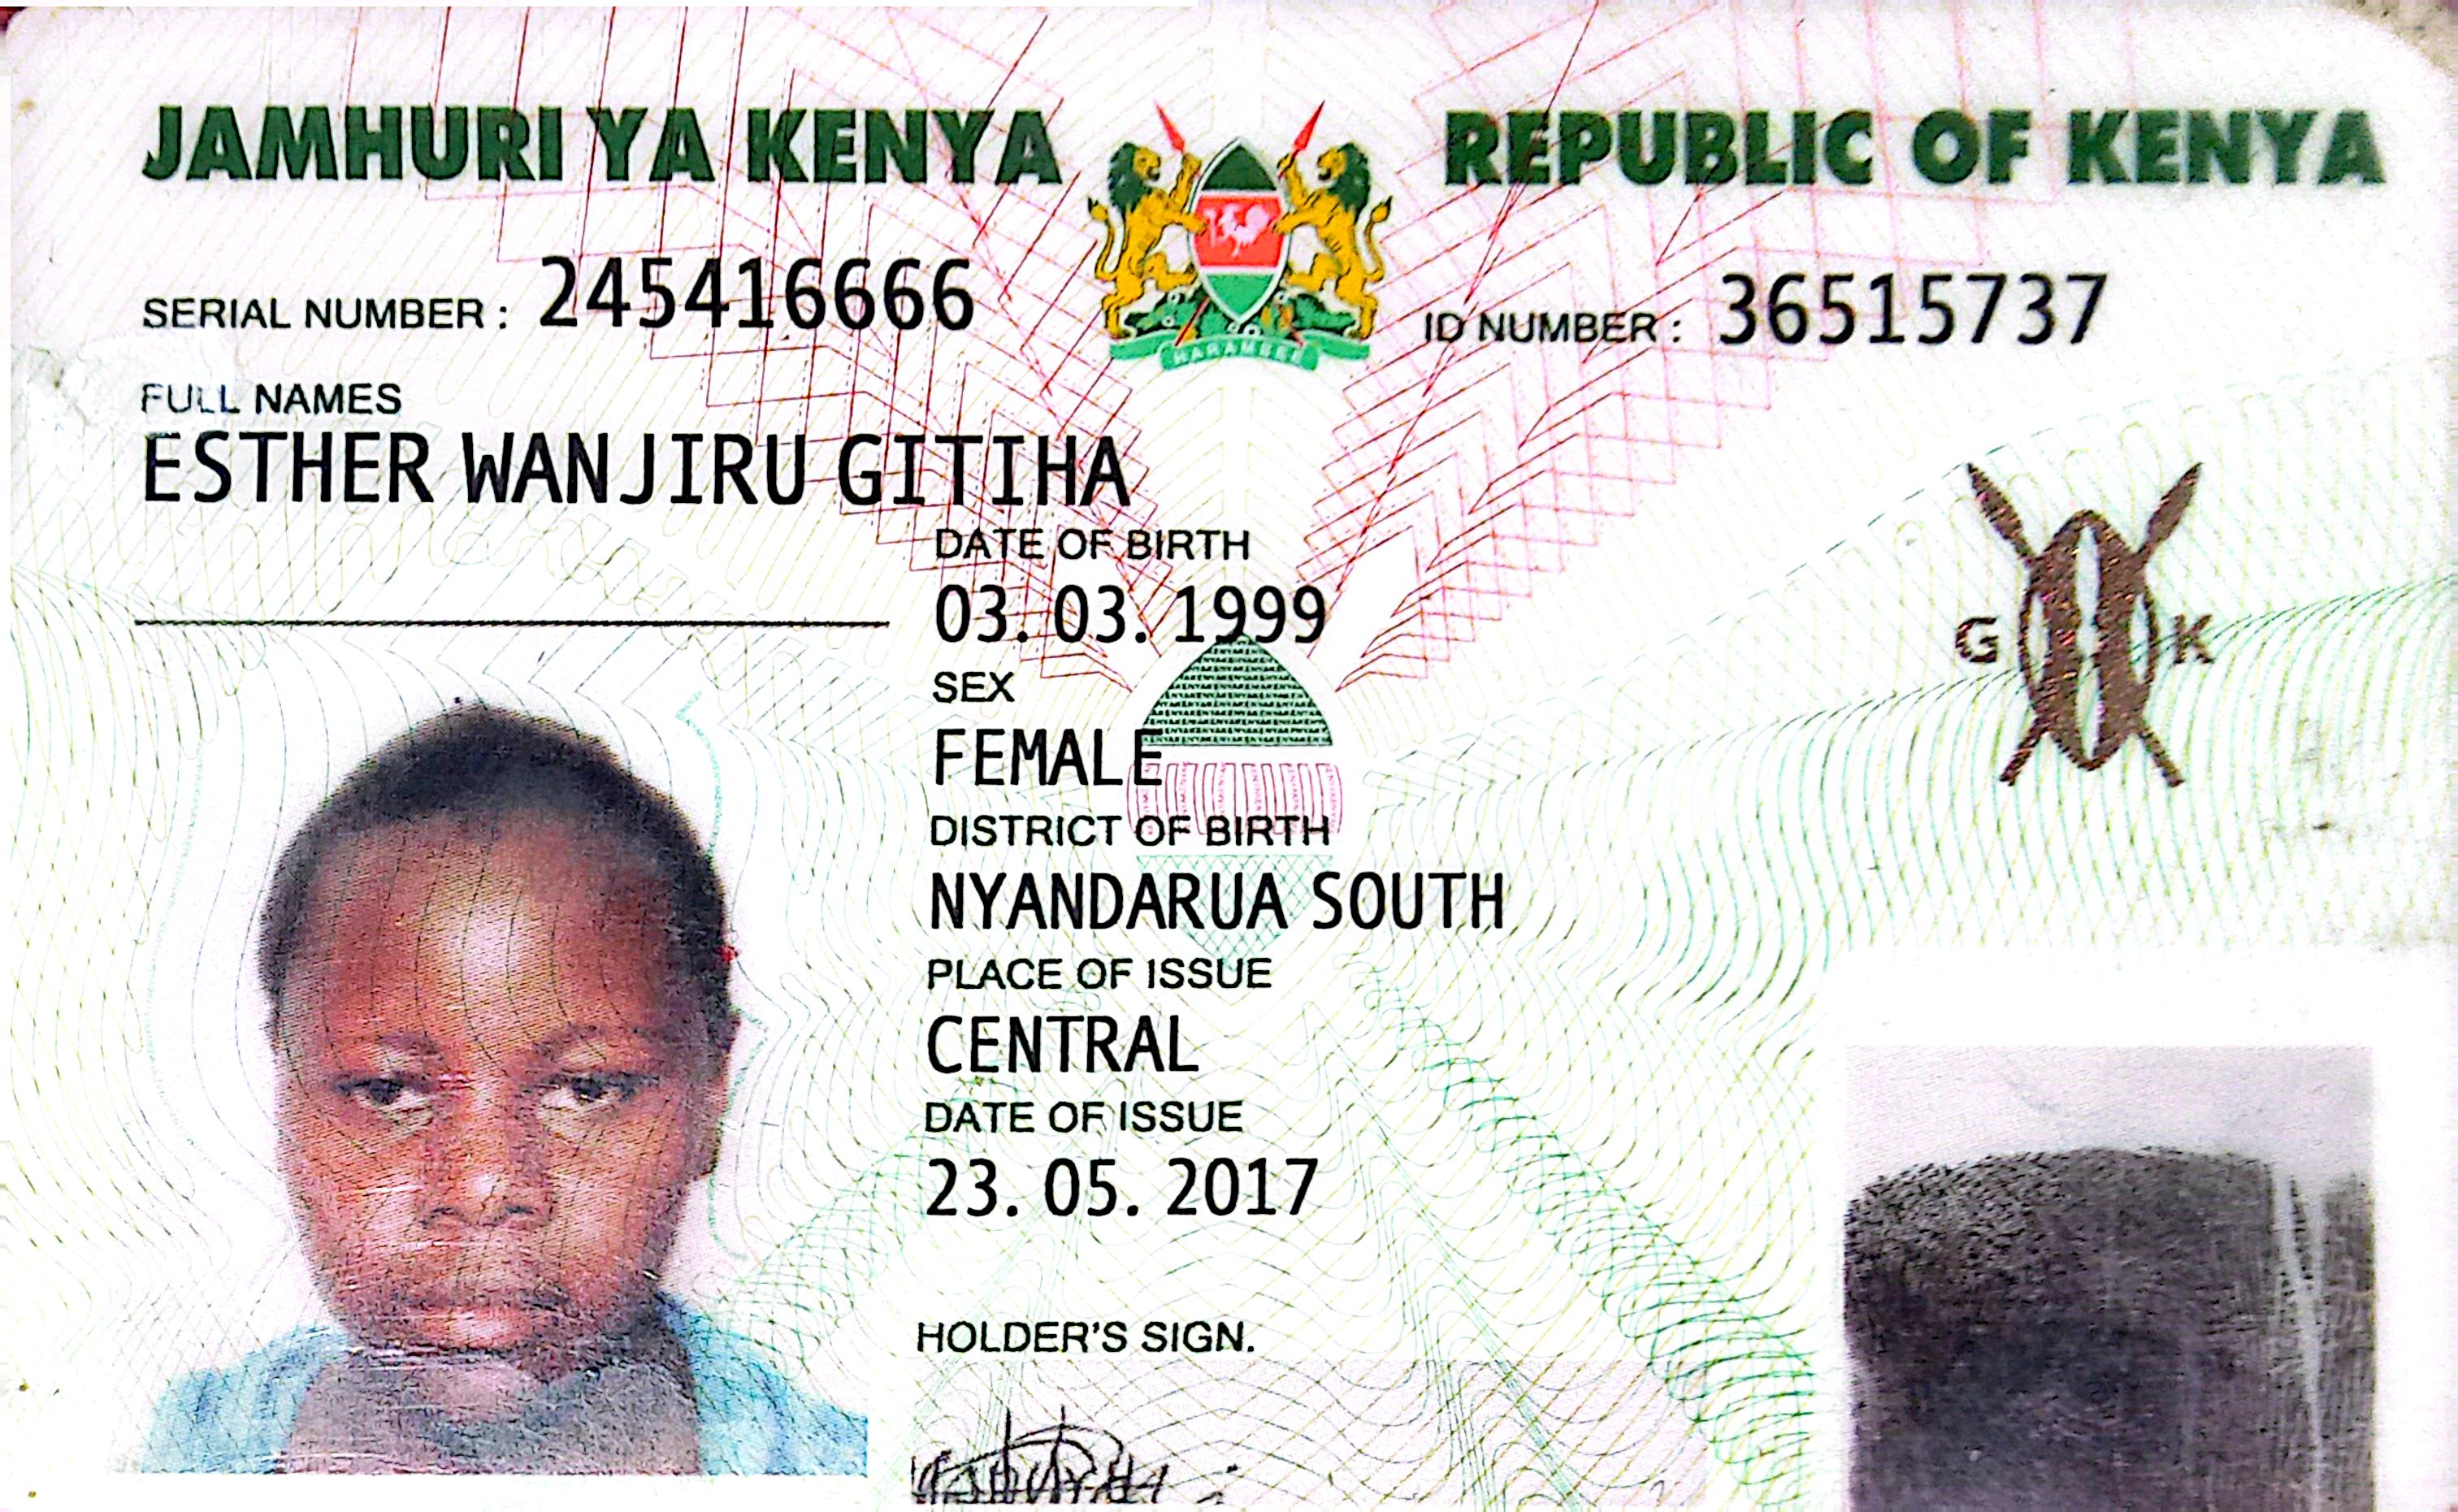 JAMHURI YA KENYA REPUBLIC OF KENYA
SERIAL NUMBER : 245416666 ID NUMBER : 36515737
HARAMBEE
FULL NAMES
ESTHER WANJIRU GITIHA
DATE OF BIRTH
03. 03. 1999
SEX
FEMALE
G K
DISTRICT OF BIRTH
NYANDARUA SOUTH
PLACE OF ISSUE
CENTRAL
DATE OF ISSUE
23. 05. 2017
HOLDER'S SIGN.